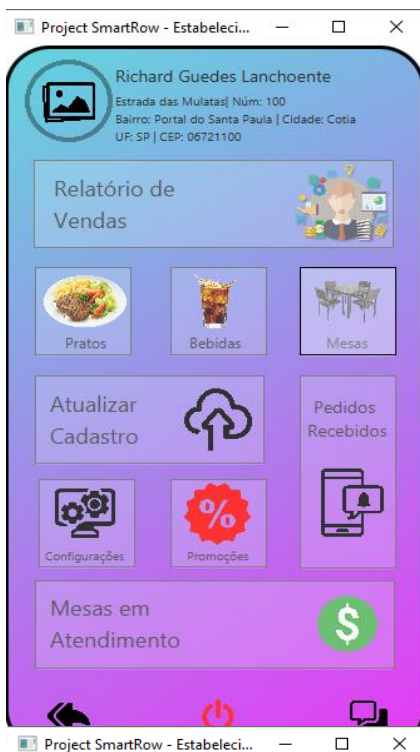 Project SmartRow - Estabeleci...
Richard Guedes Lanchoente
Estrada das Mulatas| Núm: 100
Bairro: Portal do Santa Paula | Cidade: Cotia
UF: SP | CEP: 06721100
Relatório de
Vendas
Pratos
Bebidas
Mesas
Atualizar
Cadastro
Pedidos
Recebidos
Configurações
%
Promoções
Mesas em
Atendimento
$
Project SmartRow - Estabeleci...